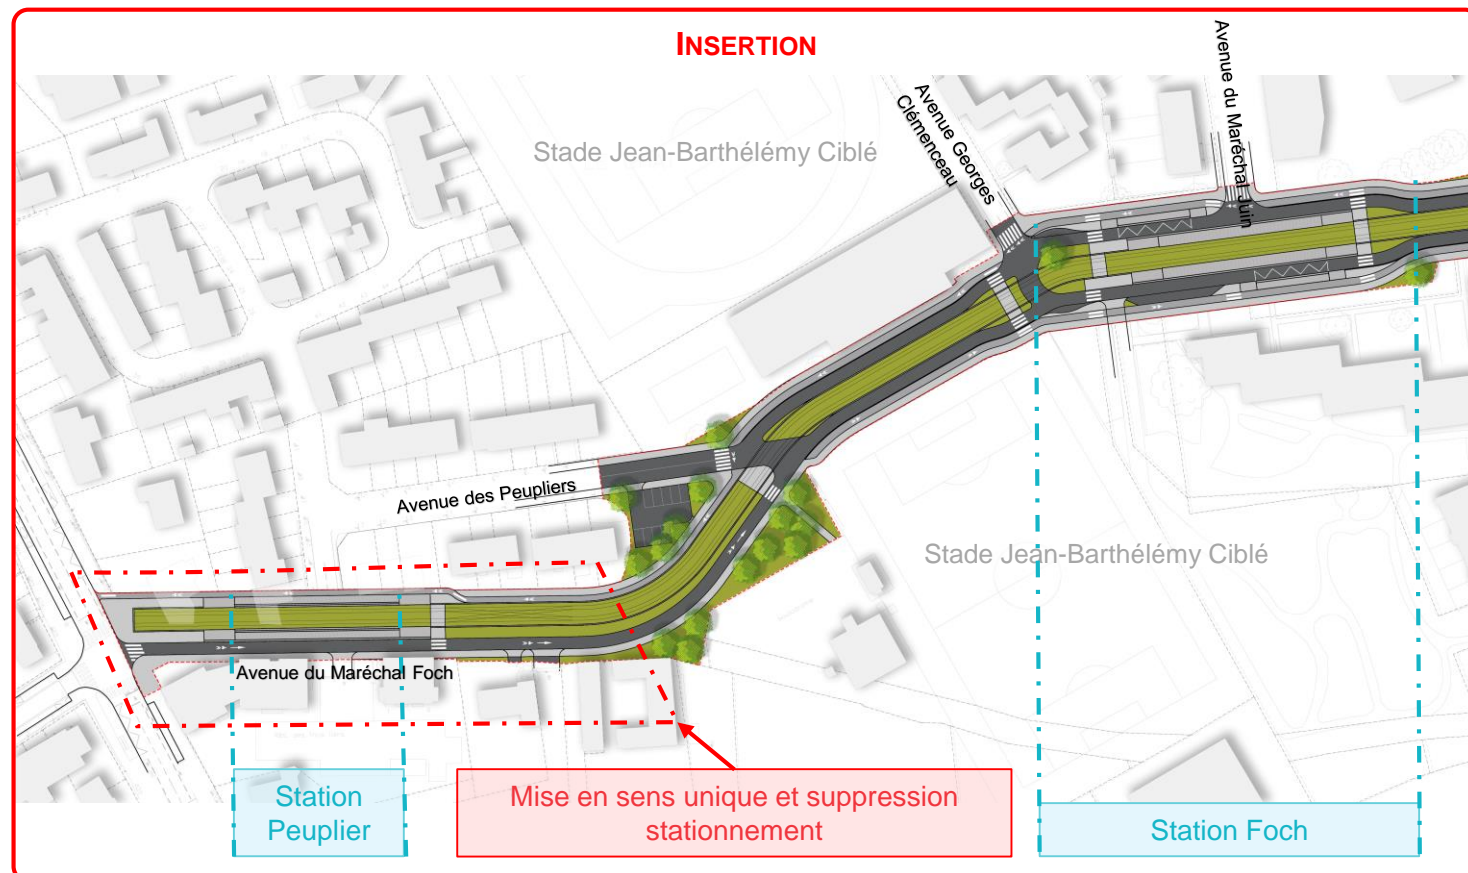 INSERTION
Stade Jean-Barthélémy Ciblé
Avenue Georges
Clémenceau
Avenue du Maréchal Juin
Avenue des Peupliers
Stade Jean-Barthélémy Ciblé
Avenue du Maréchal Foch
Station
Peuplier
Mise en sens unique et suppression
stationnement
Station Foch